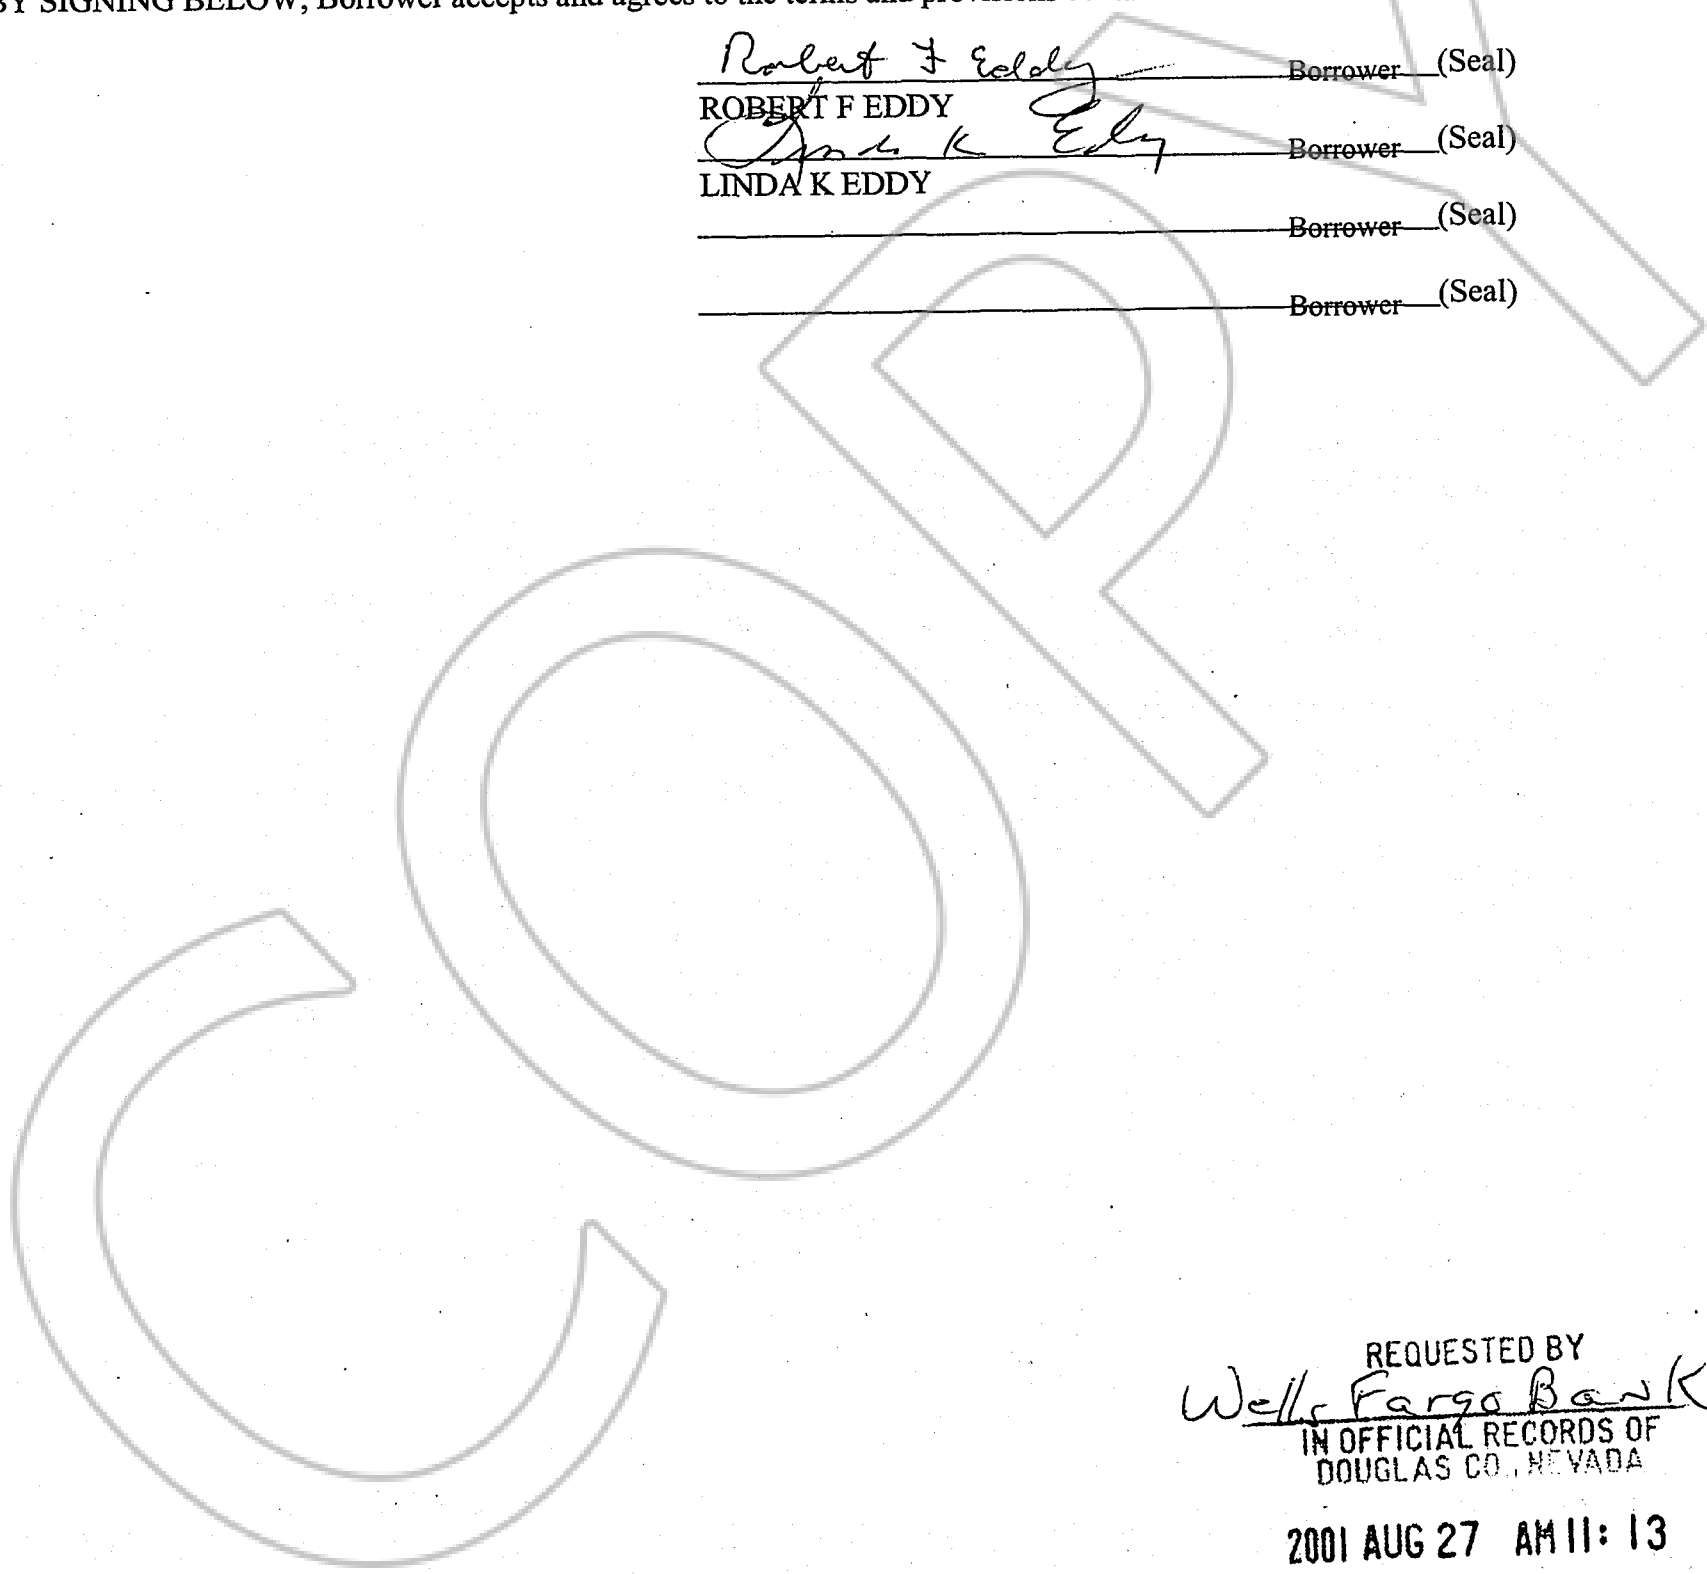 BY SIGNING BELOW, Borrower accepts and agrees to the terms and provisions
Robert F Eddy Borrower (Seal)
ROBERT F EDDY
Linda K Eddy Borrower (Seal)
LINDA K EDDY
Borrower (Seal)
Borrower (Seal)
COPY
REQUESTED BY
Wells Fargo Bank
IN OFFICIAL RECORDS OF
DOUGLAS CO., NEVADA
2001 AUG 27 AM 11: 13